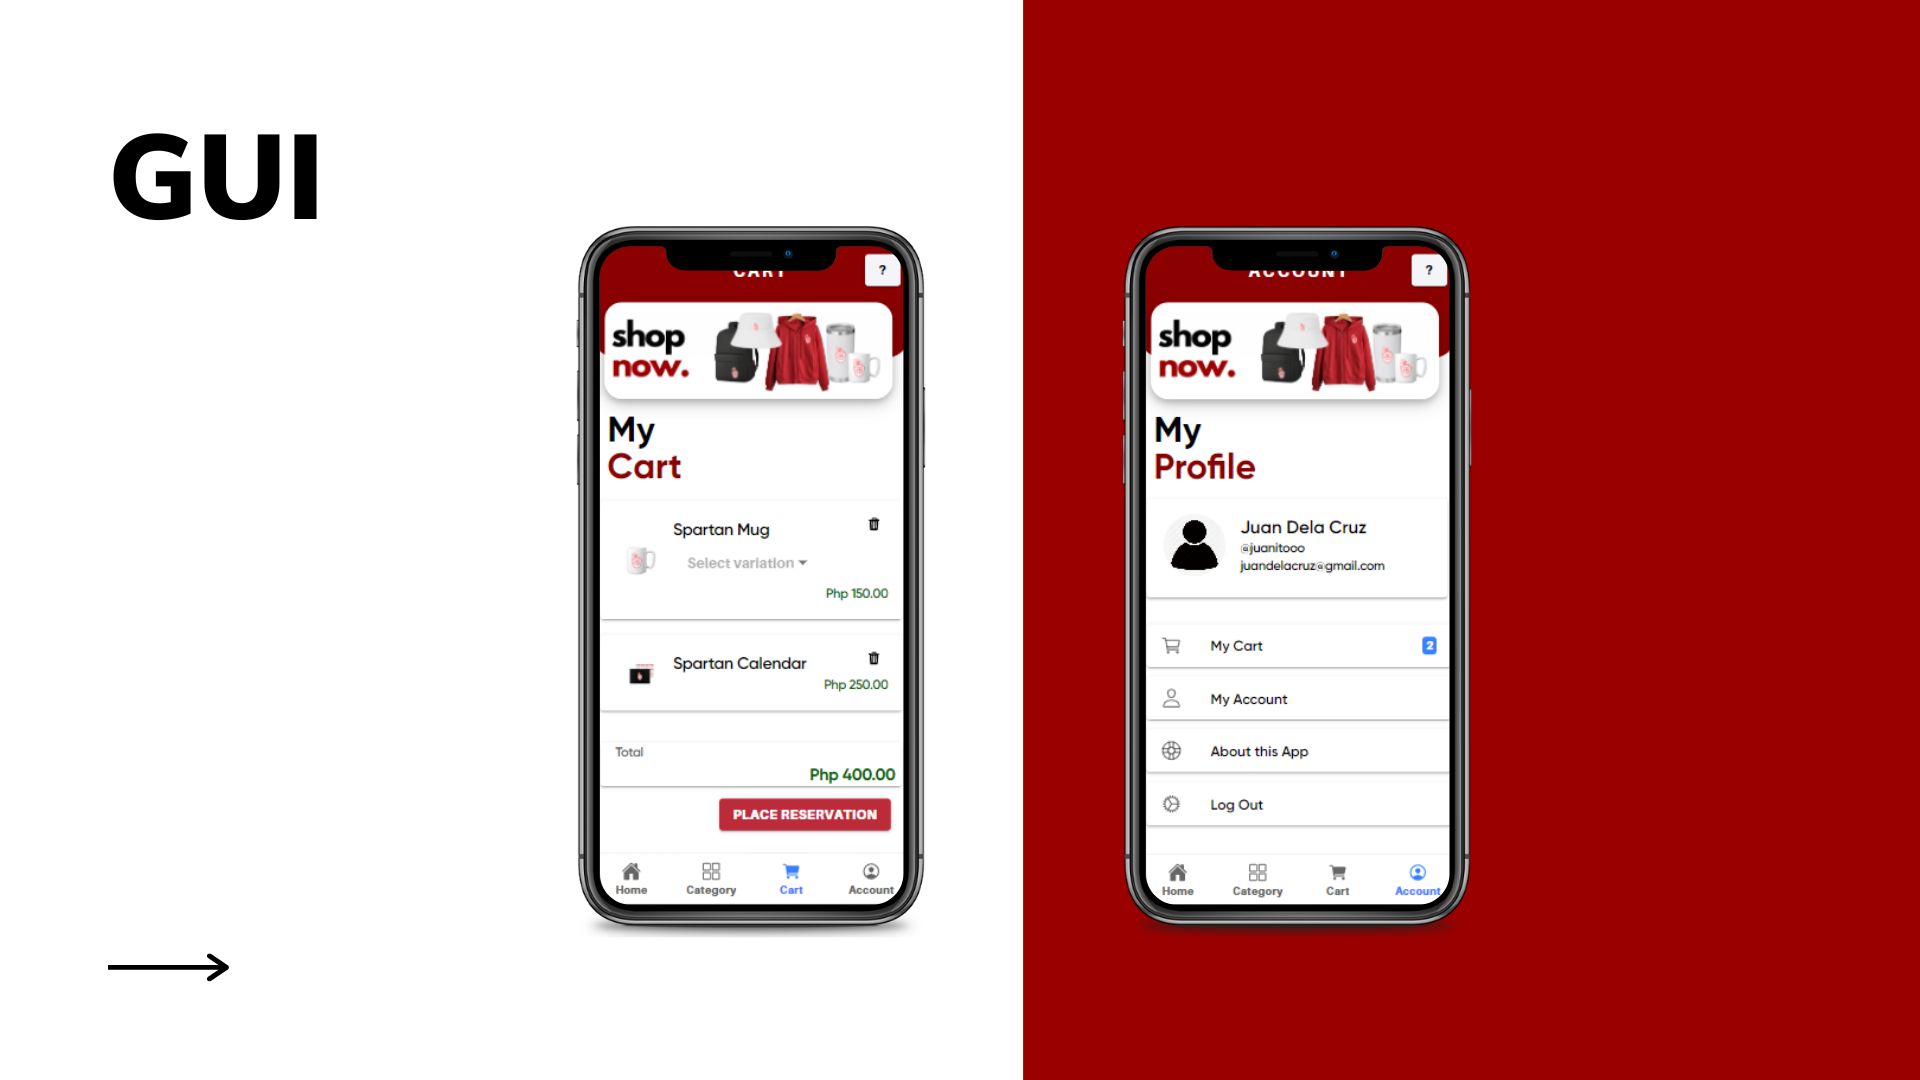 GUI
CART
?
shop
now.
My
Cart
Spartan Mug
Select variation
Php 150.00
Spartan Calendar
Php 250.00
Total
Php 400.00
PLACE RESERVATION
Home Category Cart Account
ACCOUNT
?
shop
now.
My
Profile
Juan Dela Cruz
@juanitooo
juandelacruz@gmail.com
My Cart 2
My Account
About this App
Log Out
Home Category Cart Account